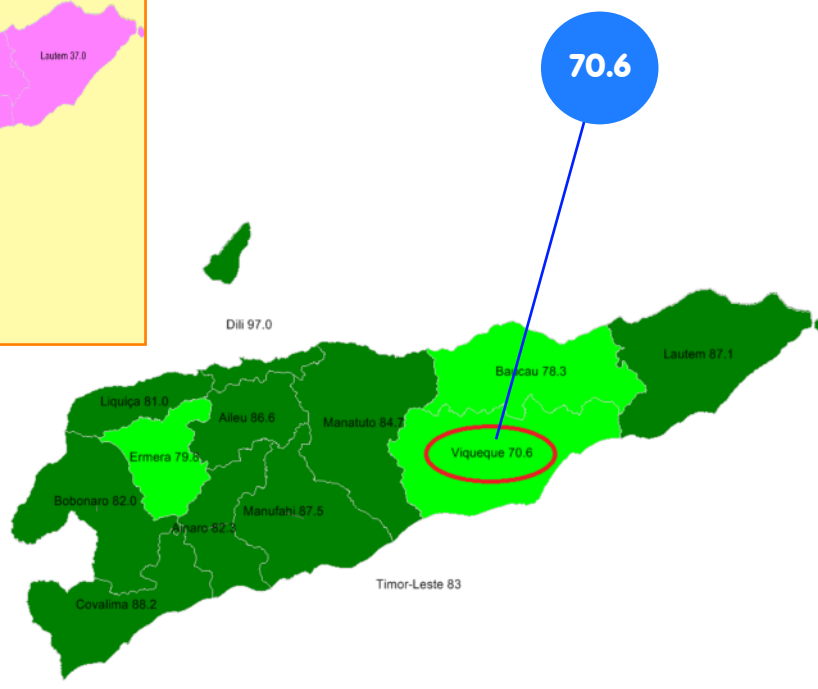 Lautem 37.0
70.6
Dili 97.0
Lautem 87.1
Baucau 78.3
Liquiça 81.0
Aileu 86.6
Manatuto 84.7
Viqueque 70.6
Ermera 79.8
Bobonaro 82.0
Manufahi 87.5
Ainaro 82.3
Timor-Leste 83
Covalima 88.2